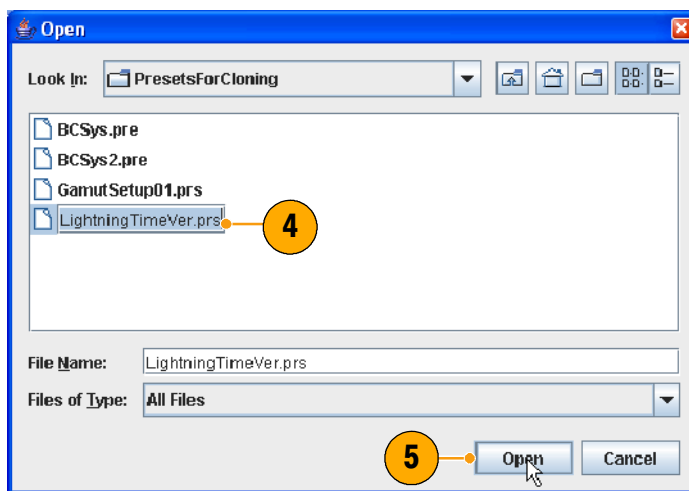 Open
Look In: PresetsForCloning
BCSys.pre
BCSys2.pre
GamutSetup01.prs
LightningTimeVer.prs
4
File Name: LightningTimeVer.prs
Files of Type: All Files
5 Open Cancel